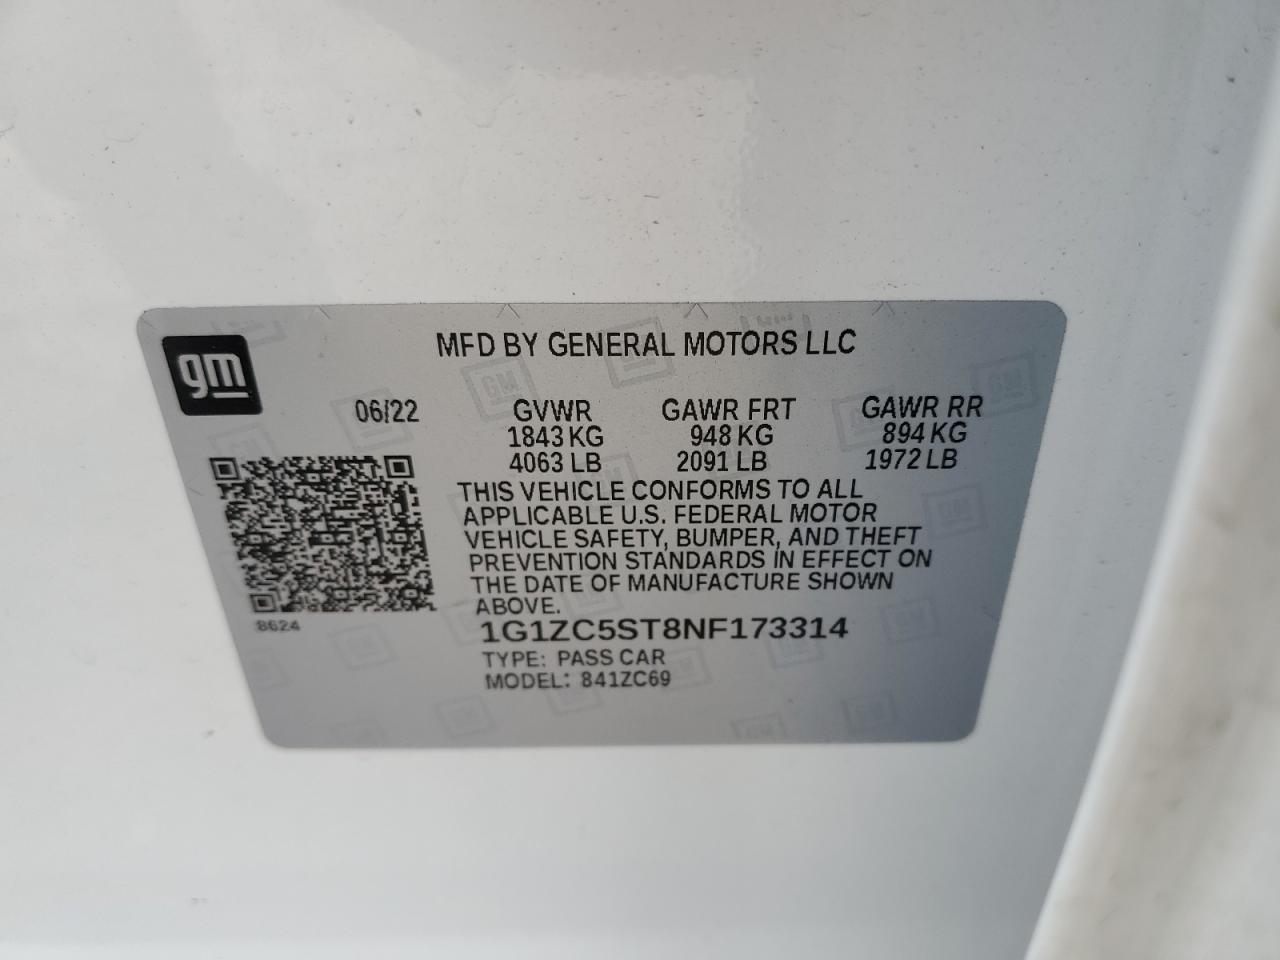 MFD BY GENERAL MOTORS LLC
gm
06/22 GVWR GAWR FRT GAWR RR
1843 KG 948 KG 894 KG
4063 LB 2091 LB 1972 LB
THIS VEHICLE CONFORMS TO ALL
APPLICABLE U.S. FEDERAL MOTOR
VEHICLE SAFETY, BUMPER, AND THEFT
PREVENTION STANDARDS IN EFFECT ON
THE DATE OF MANUFACTURE SHOWN
ABOVE.
8624
1G1ZC5ST8NF173314
TYPE: PASS CAR
MODEL: 841ZC69